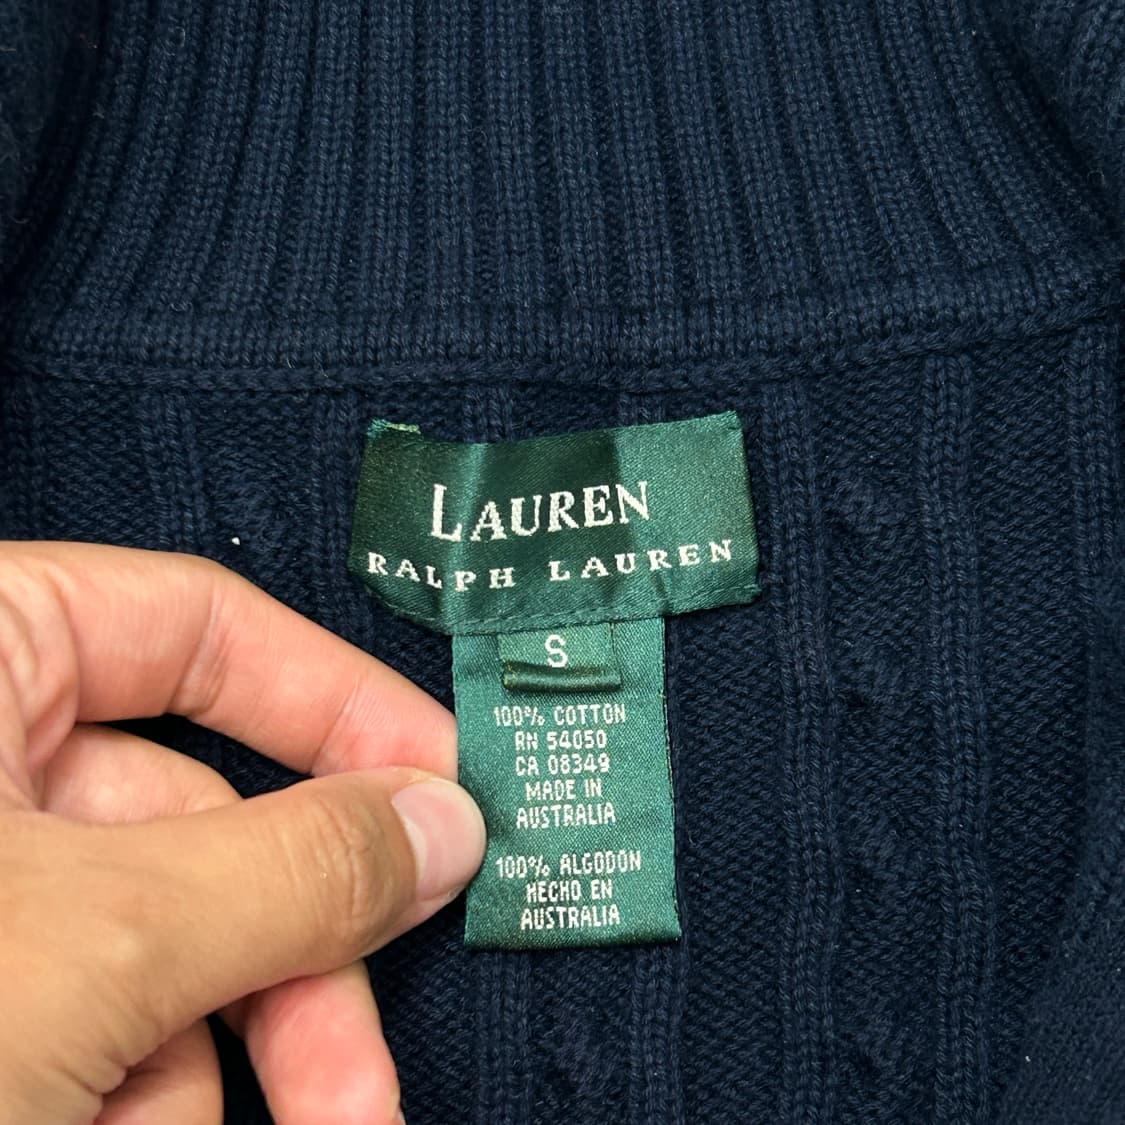 LAUREN
RALPH LAUREN
S
100% COTTON
RN 54050
CA 08349
MADE IN
AUSTRALIA
100% ALGODON
HECHO EN
AUSTRALIA